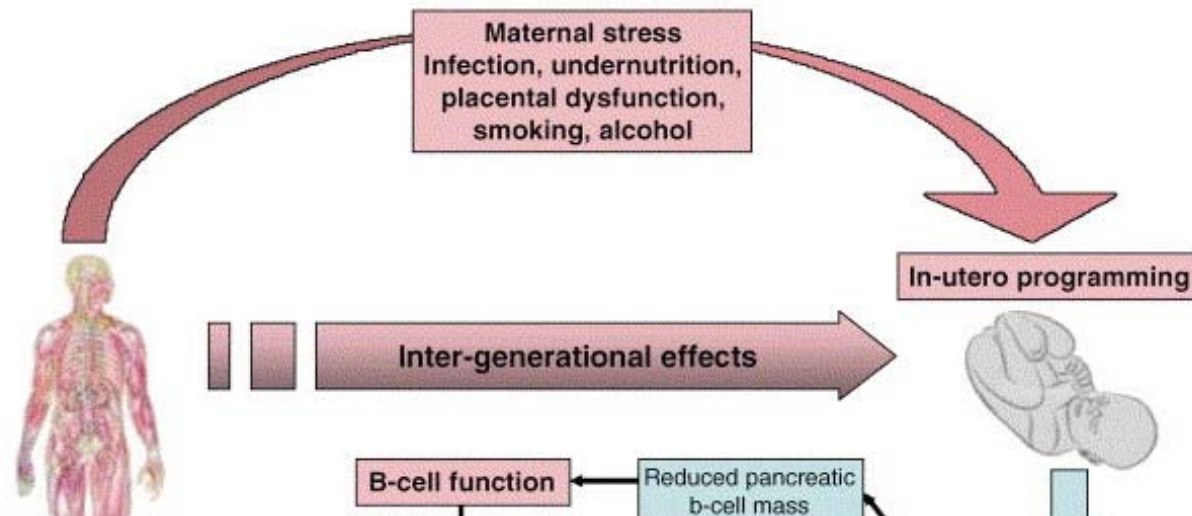 Maternal stress
Infection, undernutrition,
placental dysfunction,
smoking, alcohol
In-utero programming
Inter-generational effects
B-cell function
Reduced pancreatic
b-cell mass